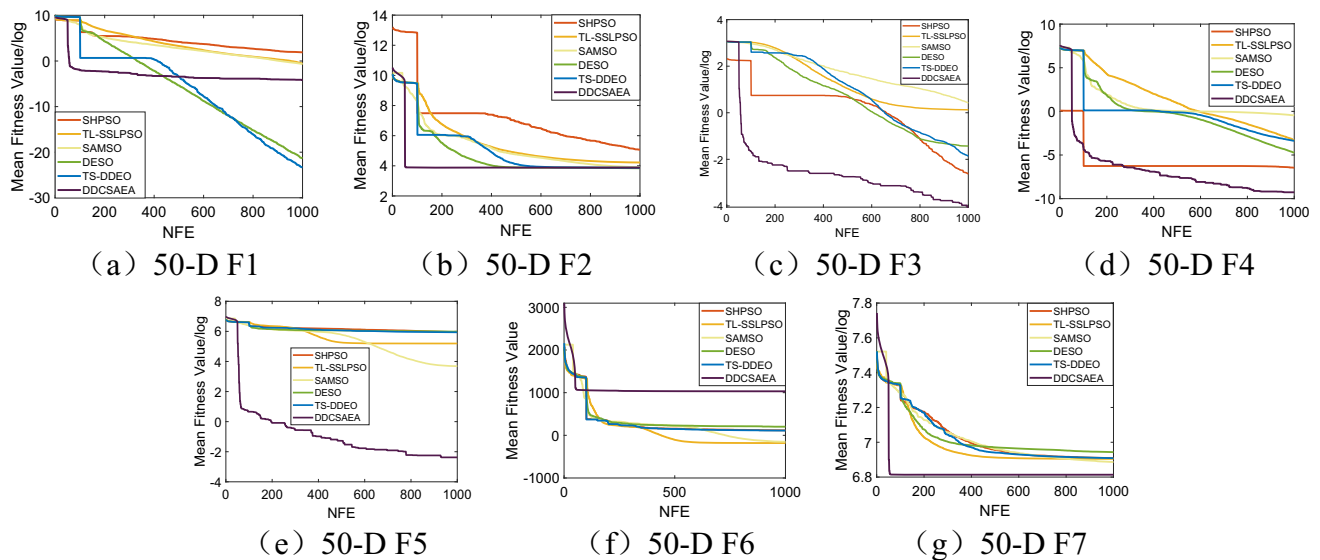 10
0
-10
-20
-30
Mean Fitness Value/log
0 200 400 600 800 1000
NFE
SHPSO
TL-SSLPSO
SAMSO
DESO
TS-DDEO
DDCSAEA
（a） 50-D F1
14
12
10
8
6
4
2
Mean Fitness Value/log
0 200 400 600 800 1000
NFE
SHPSO
TL-SSLPSO
SAMSO
DESO
TS-DDEO
DDCSAEA
（b） 50-D F2
4
2
0
-2
-4
Mean Fitness Value/log
0 200 400 600 800 1000
NFE
SHPSO
TL-SSLPSO
SAMSO
DESO
TS-DDEO
DDCSAEA
（c） 50-D F3
10
5
0
-5
-10
Mean Fitness Value/log
0 200 400 600 800 1000
NFE
SHPSO
TL-SSLPSO
SAMSO
DESO
TS-DDEO
DDCSAEA
（d） 50-D F4
8
6
4
2
0
-2
-4
Mean Fitness Value/log
0 200 400 600 800 1000
NFE
SHPSO
TL-SSLPSO
SAMSO
DESO
TS-DDEO
DDCSAEA
（e） 50-D F5
3000
2000
1000
0
-1000
Mean Fitness Value
0 500 1000
NFE
SHPSO
TL-SSLPSO
SAMSO
DESO
TS-DDEO
DDCSAEA
（f） 50-D F6
7.8
7.6
7.4
7.2
7
6.8
Mean Fitness Value/log
0 200 400 600 800 1000
NFE
SHPSO
TL-SSLPSO
SAMSO
DESO
TS-DDEO
DDCSAEA
（g） 50-D F7